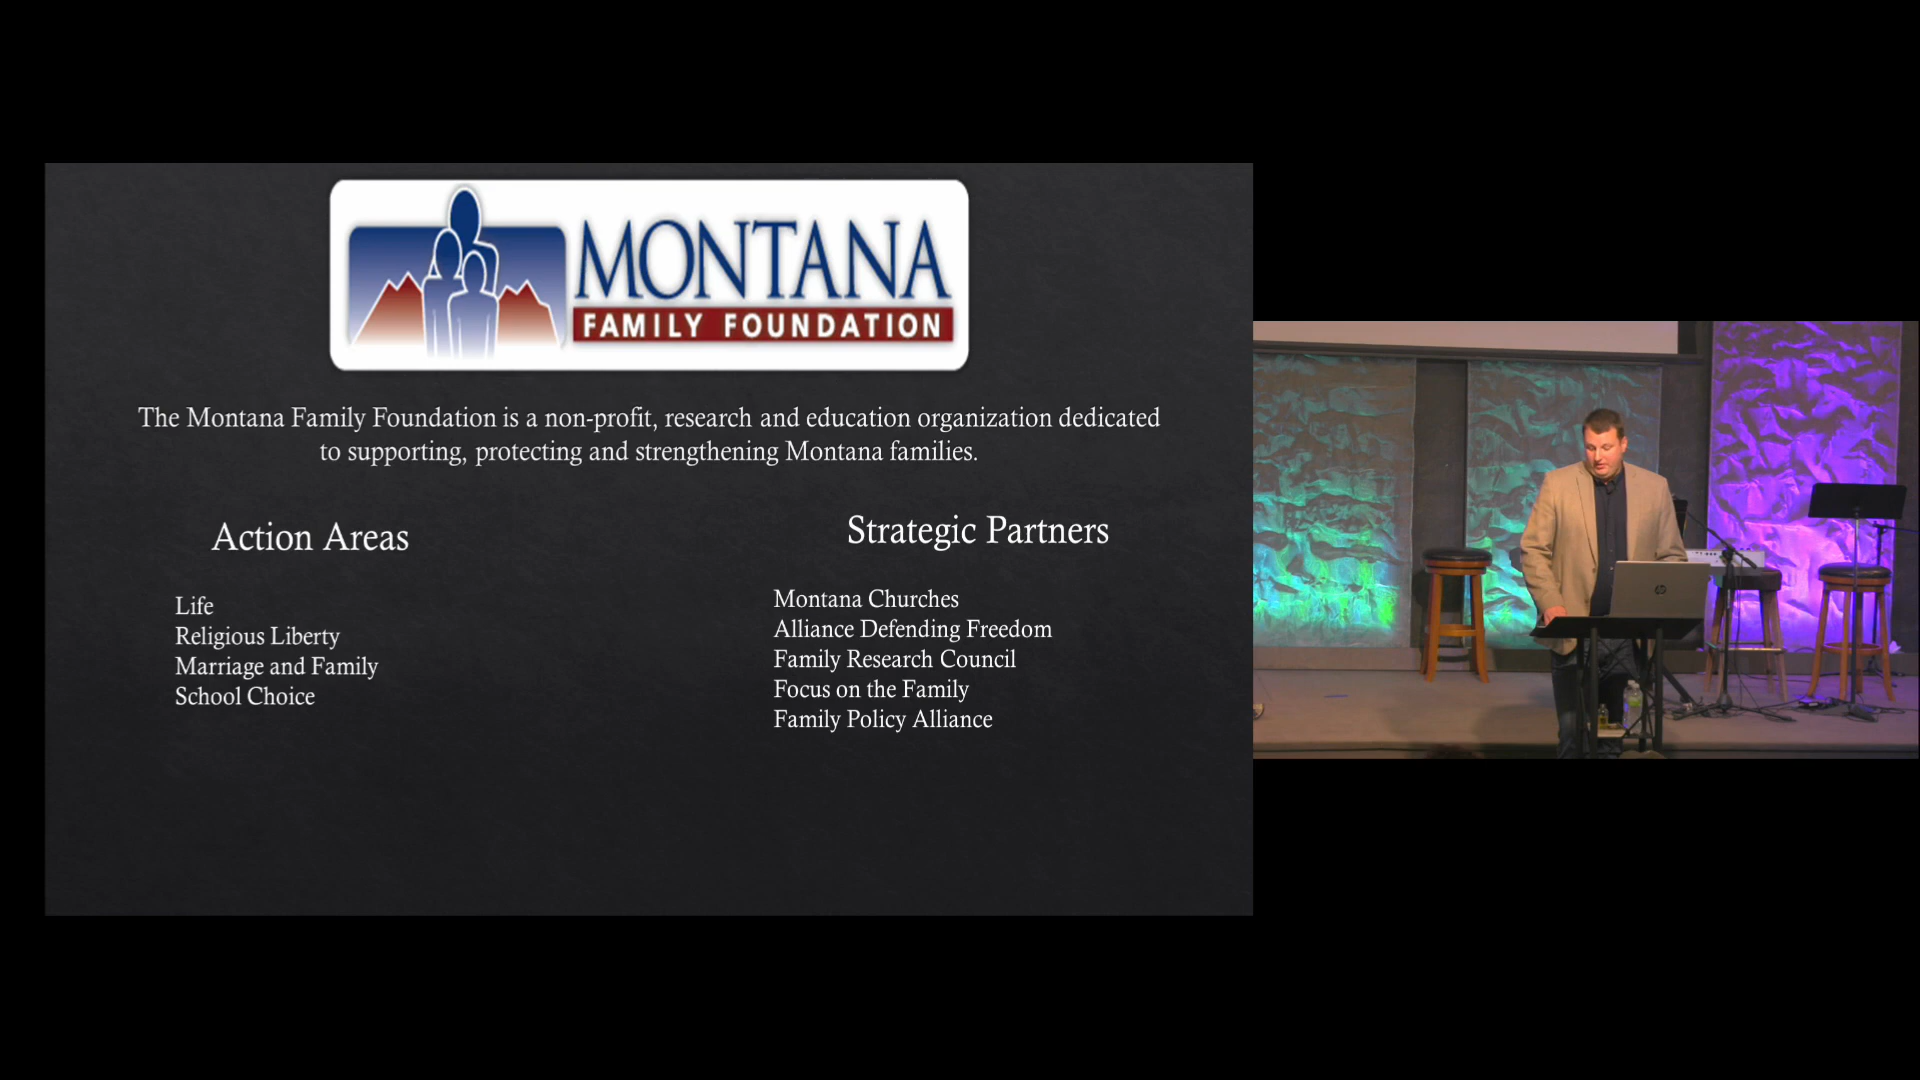 MONTANA
FAMILY FOUNDATION
The Montana Family Foundation is a non-profit, research and education organization dedicated
to supporting, protecting and strengthening Montana families.
Action Areas
Life
Religious Liberty
Marriage and Family
School Choice
Strategic Partners
Montana Churches
Alliance Defending Freedom
Family Research Council
Focus on the Family
Family Policy Alliance
hp